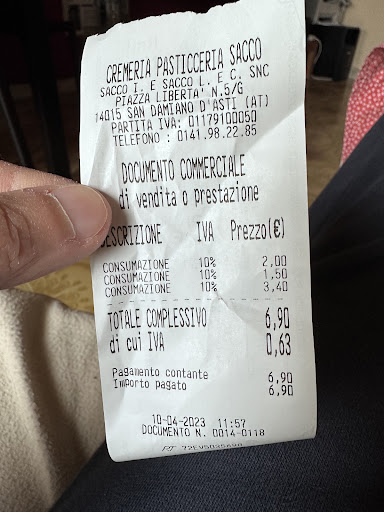 CREMERIA PASTICCERIA SACCO
SACCO I. E SACCO L. E C. SNC
PIAZZA LIBERTA' N.5/G
14015 SAN DAMIANO D'ASTI (AT)
PARTITA IVA: 01179100050
TELEFONO : 0141.98.22.85
DOCUMENTO COMMERCIALE
di vendita o prestazione
DESCRIZIONE IVA Prezzo(€)
CONSUMAZIONE 10% 2,00
CONSUMAZIONE 10% 1,50
CONSUMAZIONE 10% 3,40
TOTALE COMPLESSIVO 6,90
di cui IVA 0,63
Pagamento contante 6,90
Importo pagato 6,90
10-04-2023 11:57
DOCUMENTO N. 0014-0118